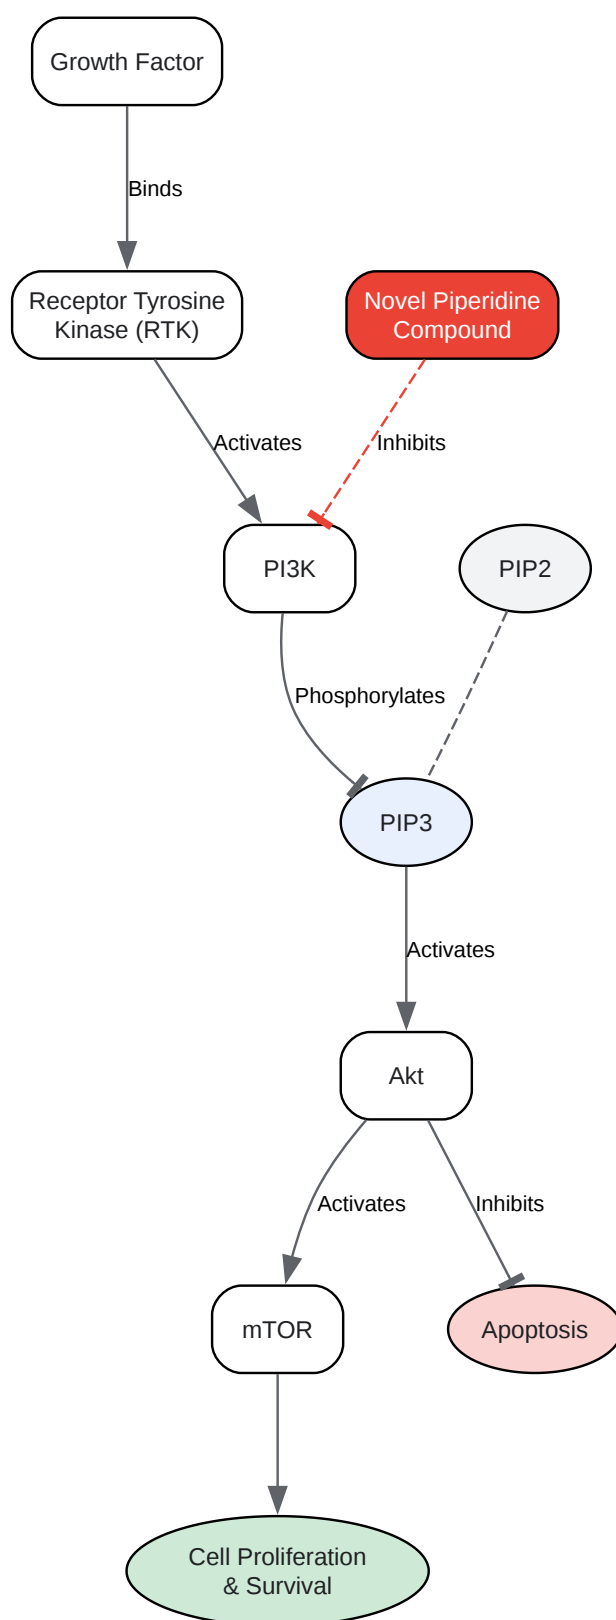 Growth Factor
Binds
Receptor Tyrosine
Kinase (RTK)
Novel Piperidine
Compound
Activates
Inhibits
PI3K
PIP2
Phosphorylates
PIP3
Activates
Akt
Activates
Inhibits
mTOR
Apoptosis
Cell Proliferation
& Survival